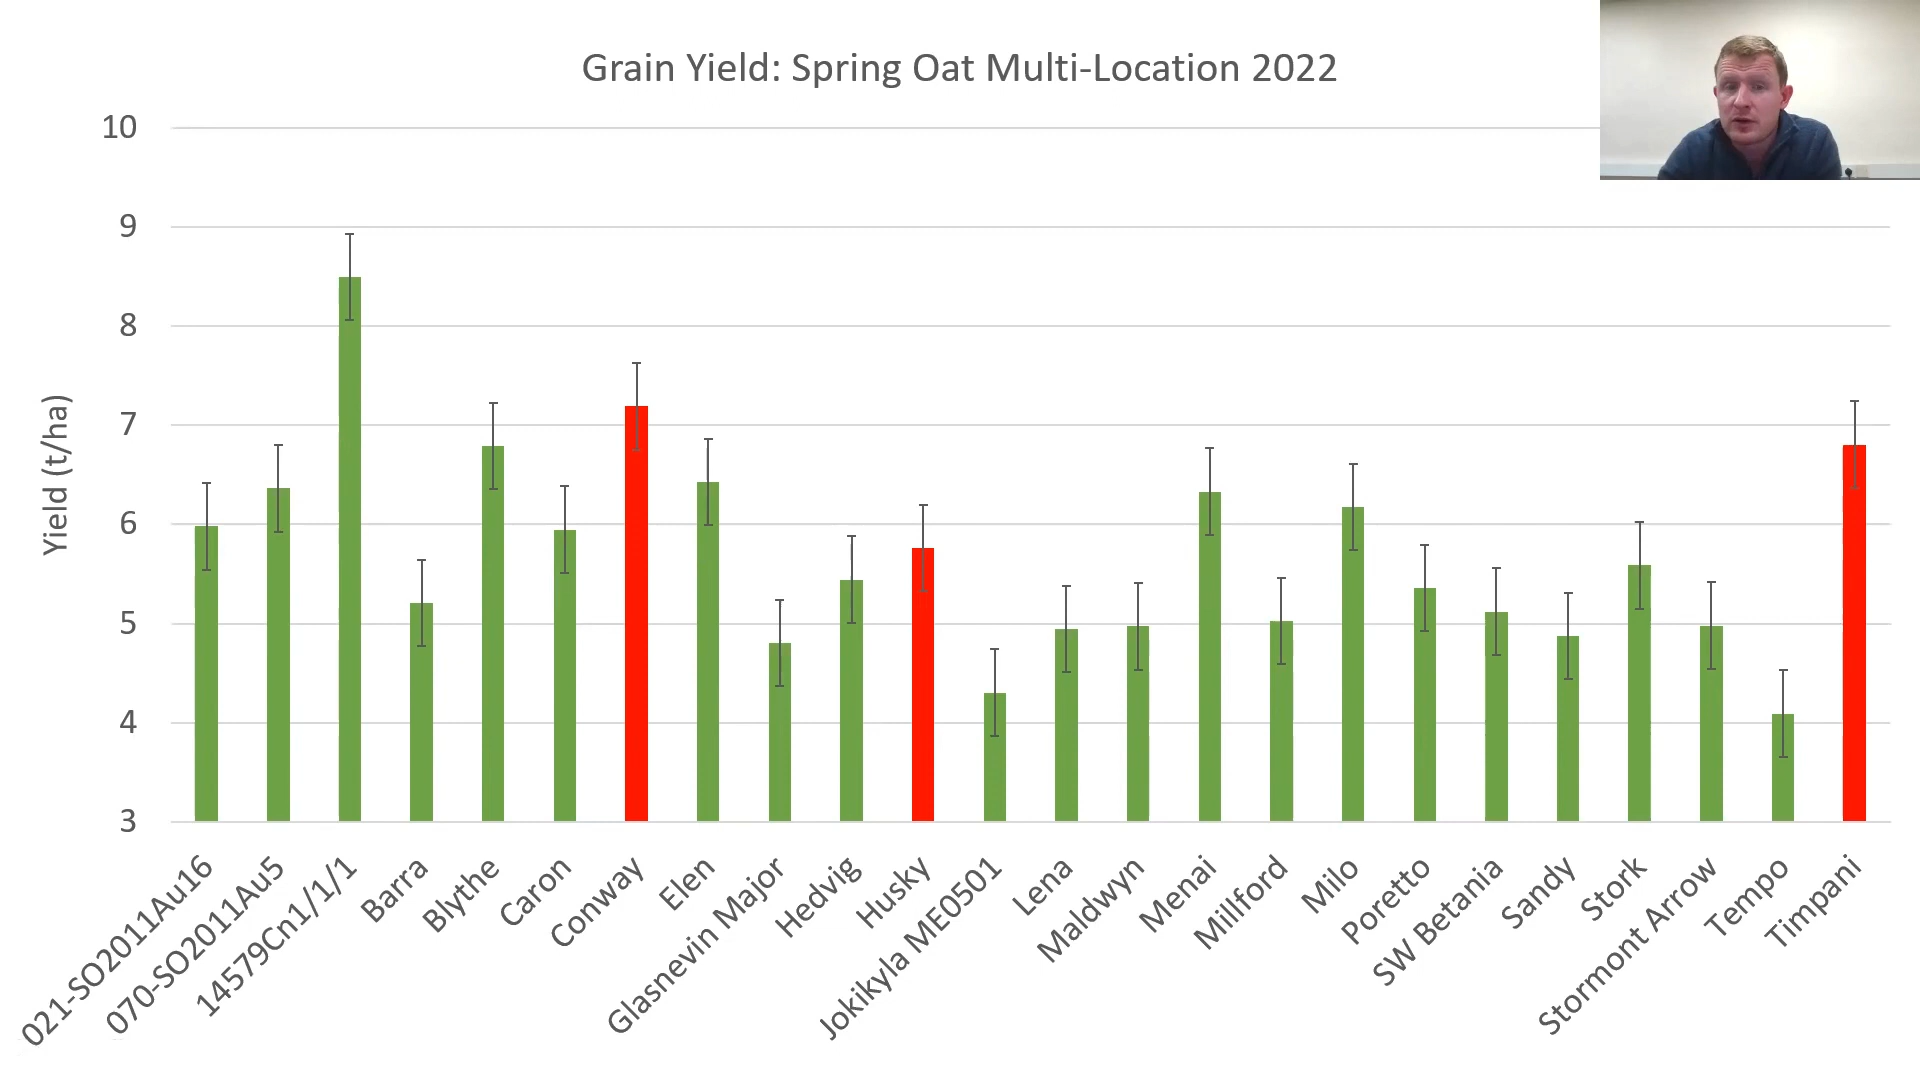 Grain Yield: Spring Oat Multi-Location 2022
10
9
8
7
6
5
4
3
Yield (t/ha)
021-SO2011Au16
070-SO2011Au5
14579Cn1/1/1
Barra
Blythe
Caron
Conway
Elen
Glasnevin Major
Hedvig
Husky
Jokikyla ME0501
Lena
Maldwyn
Menai
Millford
Milo
Poretto
SW Betania
Sandy
Stork
Stormont Arrow
Tempo
Timpani